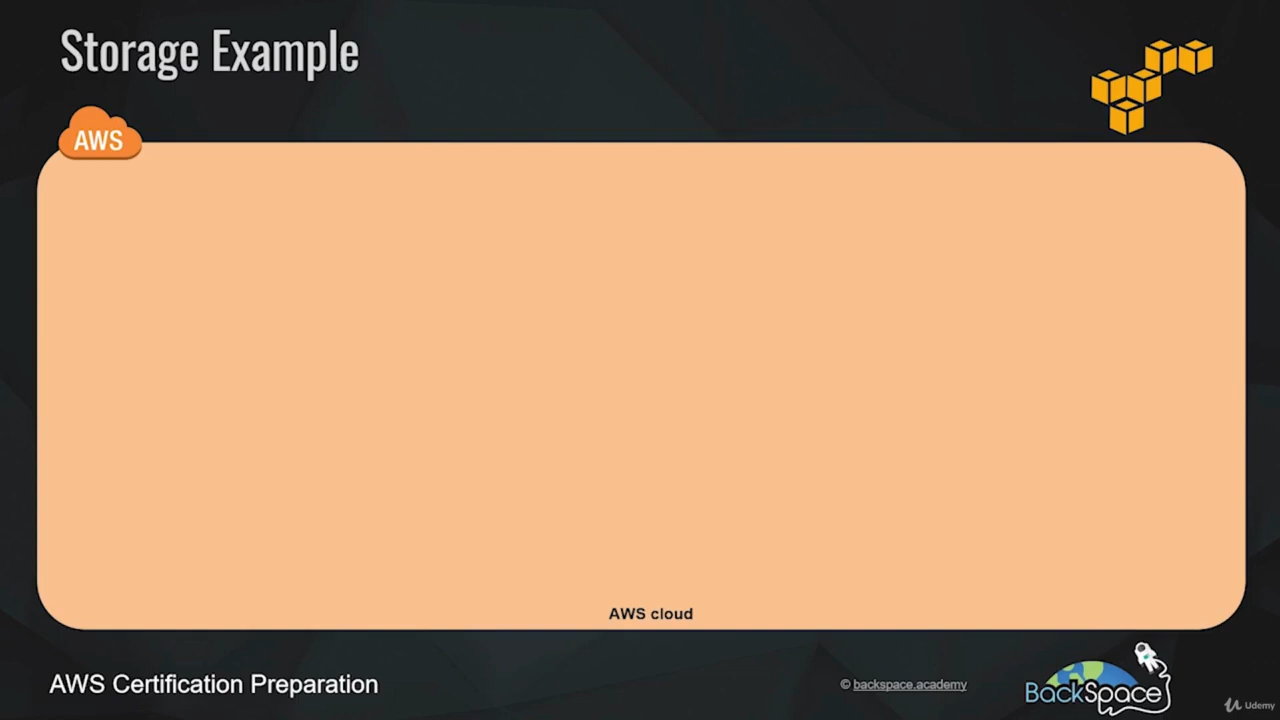 Storage Example
AWS
AWS cloud
AWS Certification Preparation
© backspace.academy
BackSpace
Udemy